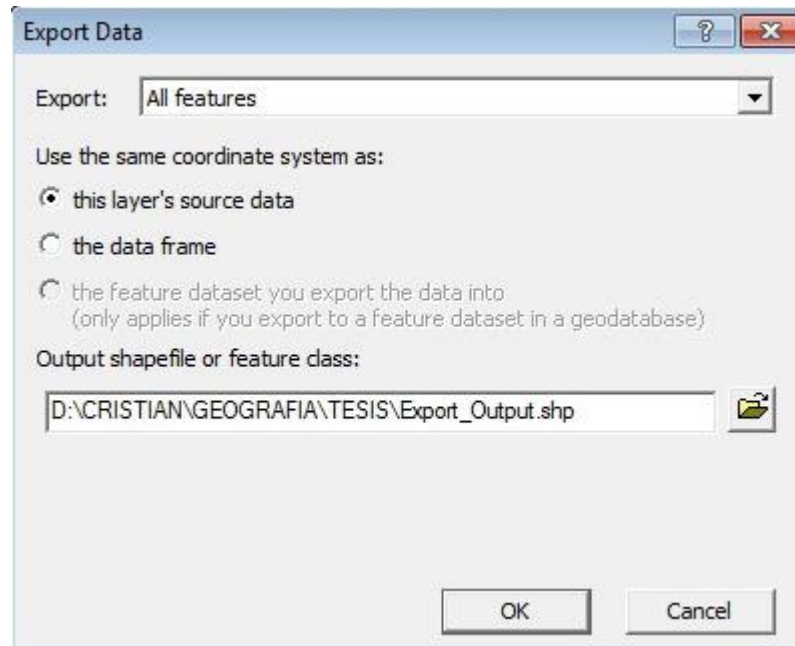 Export Data
Export: All features
Use the same coordinate system as:
this layer's source data
the data frame
the feature dataset you export the data into
(only applies if you export to a feature dataset in a geodatabase)
Output shapefile or feature class:
D:\CRISTIAN\GEOGRAFIA\TESIS\Export_Output.shp
OK Cancel